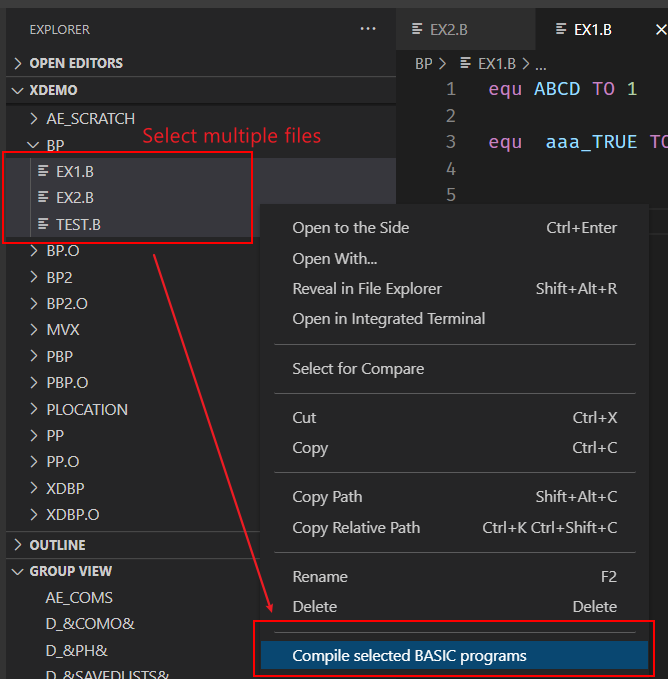 EXPLORER
OPEN EDITORS
XDEMO
AE_SCRATCH
Select multiple files
BP
EX1.B
EX2.B
TEST.B
BP.O
BP2
BP2.O
MVX
PBP
PBP.O
PLOCATION
PP
PP.O
XDBP
XDBP.O
OUTLINE
GROUP VIEW
AE_COMS
D_&COMO&
D_&PH&
D_&SAVEDLISTS&
EX2.B EX1.B
BP > EX1.B > ...
1 equ ABCD TO 1
2
3 equ aaa_TRUE TO
4
5
Open to the Side Ctrl+Enter
Open With...
Reveal in File Explorer Shift+Alt+R
Open in Integrated Terminal
Select for Compare
Cut Ctrl+X
Copy Ctrl+C
Copy Path Shift+Alt+C
Copy Relative Path Ctrl+K Ctrl+Shift+C
Rename F2
Delete Delete
Compile selected BASIC programs